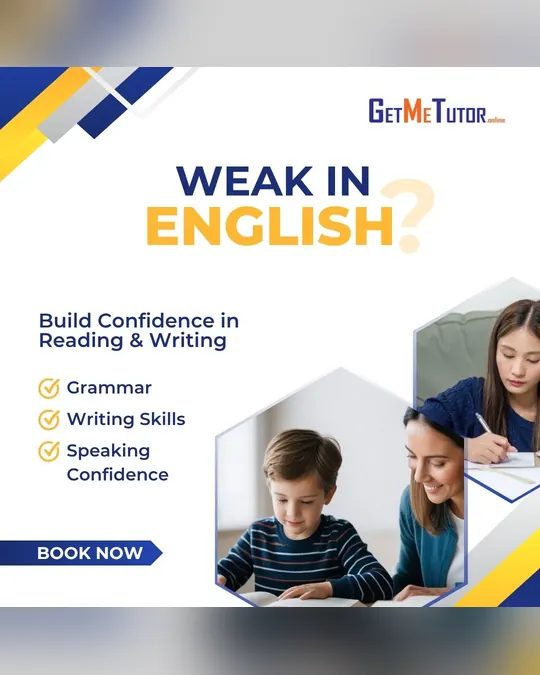 GETMETUTOR.online
WEAK IN
ENGLISH?
Build Confidence in
Reading & Writing
Grammar
Writing Skills
Speaking
Confidence
BOOK NOW